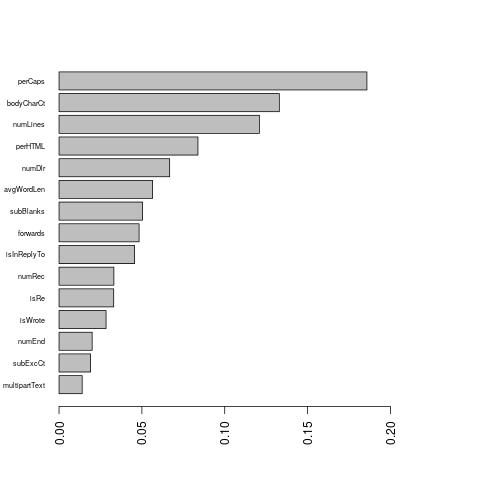 perCaps
bodyCharCt
numLines
perHTML
numDlr
avgWordLen
subBlanks
forwards
isInReplyTo
numRec
isRe
isWrote
numEnd
subExcCt
multipartText
0.00
0.05
0.10
0.15
0.20